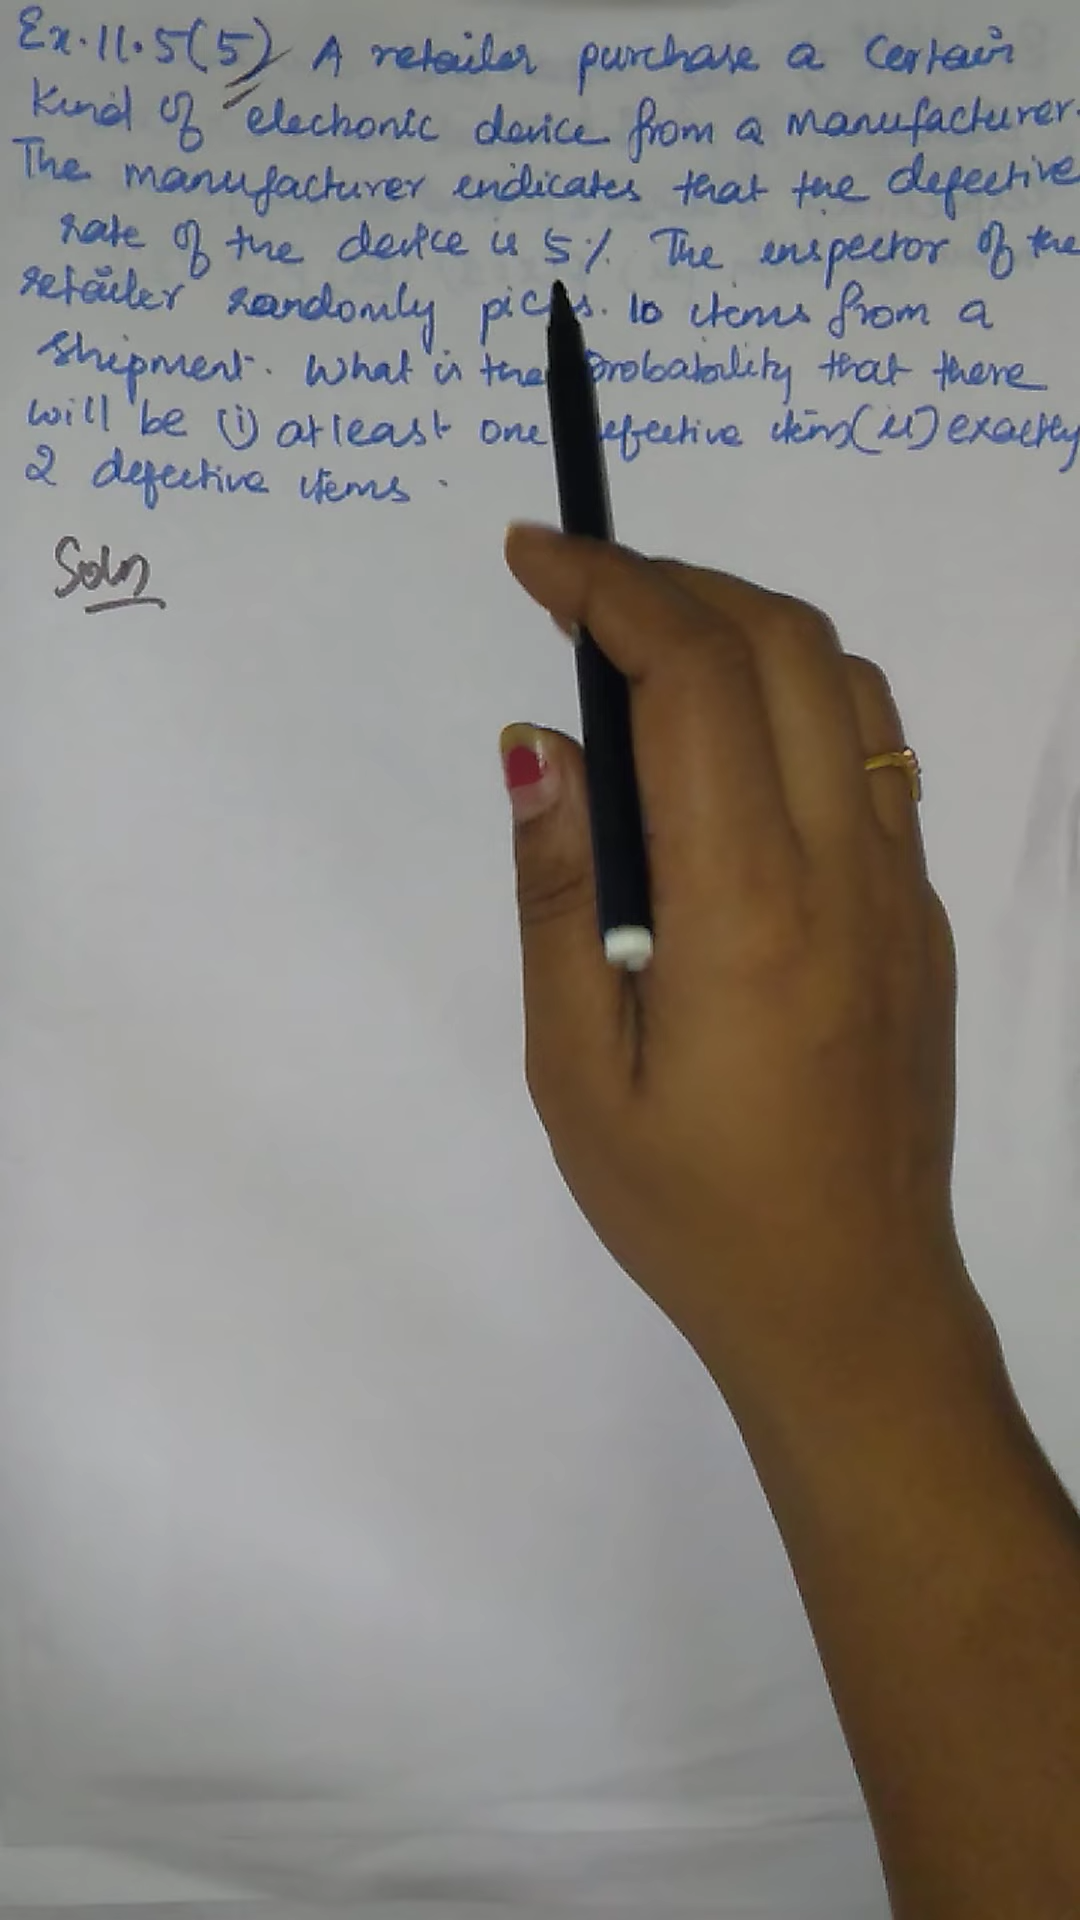 Ex.11.5(5) A retailer purchase a certain
Kind of electronic device from a manufacturer.
The manufacturer indicates that the defective
rate of the device is 5%. The inspector of the
retailer randomly picks. 10 items from a
shipment. What is the probability that there
will be (i) atleast one defective item (ii) exactly
2 defective items.
Soln